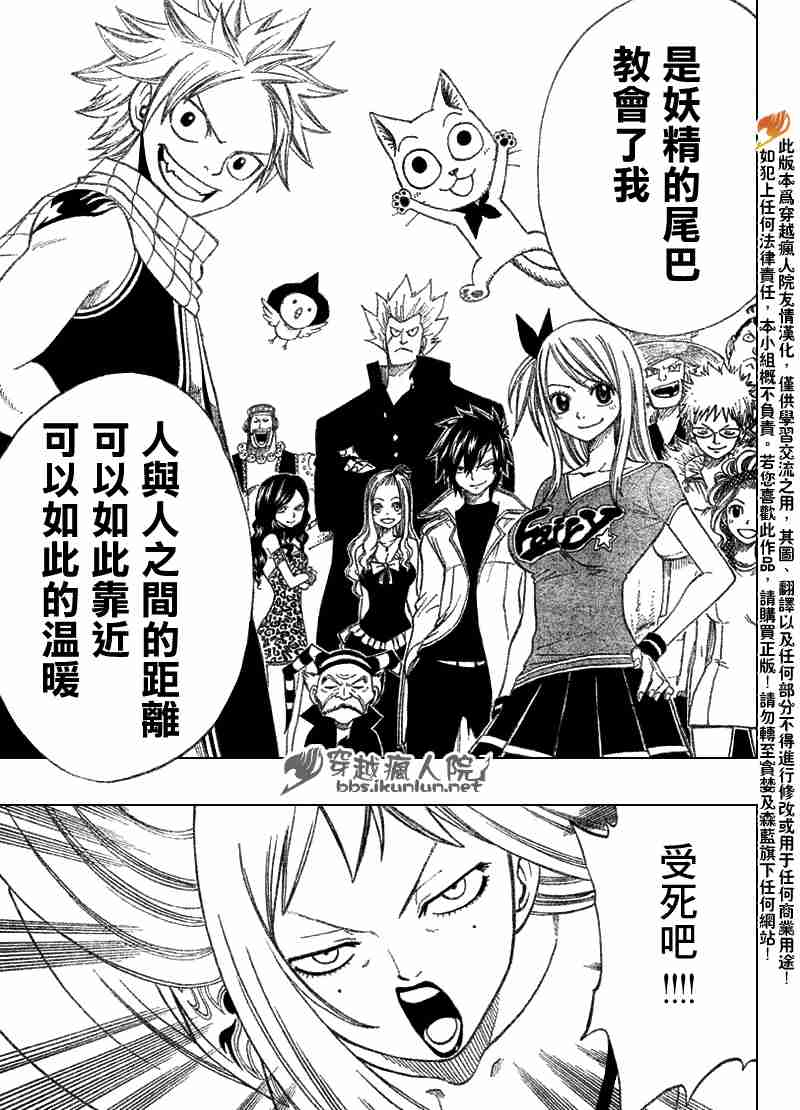 是妖精的尾巴
教會了我
人與人之間的距離
可以如此靠近
可以如此的温暖
Fairy
穿越瘋人院
bbs.ikunlun.net
受死吧
!!!!
此版本爲穿越瘋人院友情漢化，僅供學習交流之用，其圖、翻譯以及任何部分不得進行修改或用于任何商業用途！
如犯上任何法律責任，本小組概不負責。若您喜歡此作品，請購買正版！請勿轉至貪婪及森藍旗下任何網站！